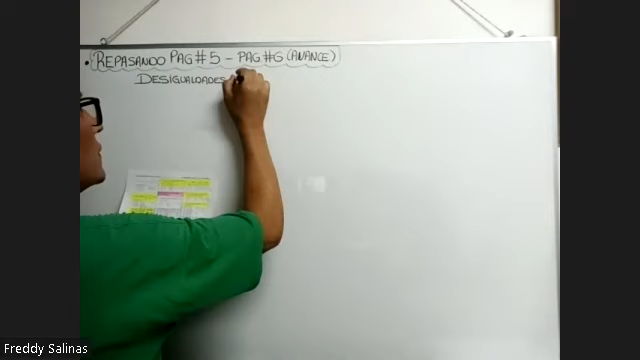 • REPASANDO PAG #5 - PAG #6 (AVANCE)
DESIGUALDADES
Freddy Salinas